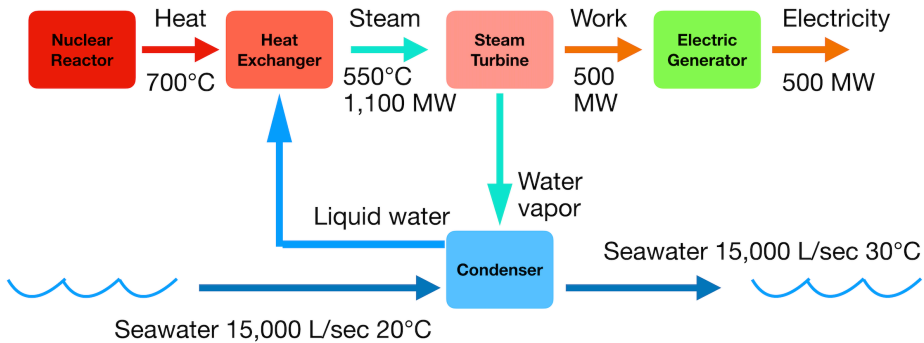 Heat
Steam
Work
Electricity
Nuclear
Reactor
Heat
Exchanger
Steam
Turbine
Electric
Generator
700°C
550°C
1,100 MW
500
MW
500 MW
Water
vapor
Liquid water
Condenser
Seawater 15,000 L/sec 30°C
Seawater 15,000 L/sec 20°C